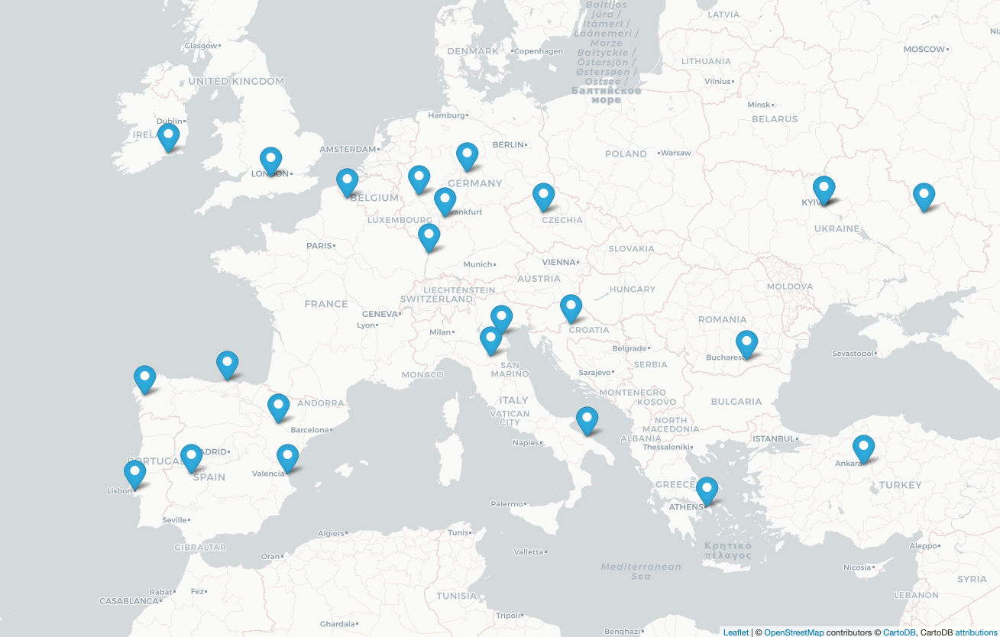 LATVIA
Baltijos
jūra /
Itämeri /
Läänemeri /
Morze
Bałtyckie /
Östersjön /
Østersøen /
Ostsee /
Балтийское
море
Glasgow
DENMARK
Copenhagen
MOSCOW
LITHUANIA
UNITED KINGDOM
Vilnius
Minsk
BELARUS
Dublin
Hamburg
IREL
AMSTERDAM
BERLIN
POLAND
Warsaw
LONDON
GERMANY
BELGIUM
KYIV
rankfurt
LUXEMBOURG
CZECHIA
UKRAINE
PARIS
SLOVAKIA
Munich
VIENNA
AUSTRIA
MOLDOVA
LIECHTENSTEIN
SWITZERLAND
HUNGARY
FRANCE
GENEVA
Lyon
ROMANIA
Milan
CROATIA
Belgrade
Bucharest
Sevastopol
SERBIA
SAN
MARINO
Sarajevo
MONACO
MONTENEGRO
KOSOVO
ANDORRA
ITALY
BULGARIA
VATICAN
CITY
NORTH
MACEDONIA
Barcelona
ALBANIA
ISTANBUL
Naples
Thessaloniki
ADRID
PORTUGAL
Ankara
Valencia
SPAIN
GREECE
TURKEY
Lisbon
Palermo
ATHENS
Seville
Algiers
Tunis
GIBRALTAR
Κρητικό
πέλαγος
Aleppo
Oran
Valletta
Mediterranean
Sea
Nicosia
SYRIA
Rabat
Fez
CASABLANCA
TUNISIA
LEBANON
Tripoli
Ghardaia
Benghazi
Leaflet | © OpenStreetMap contributors © CartoDB, CartoDB attributions